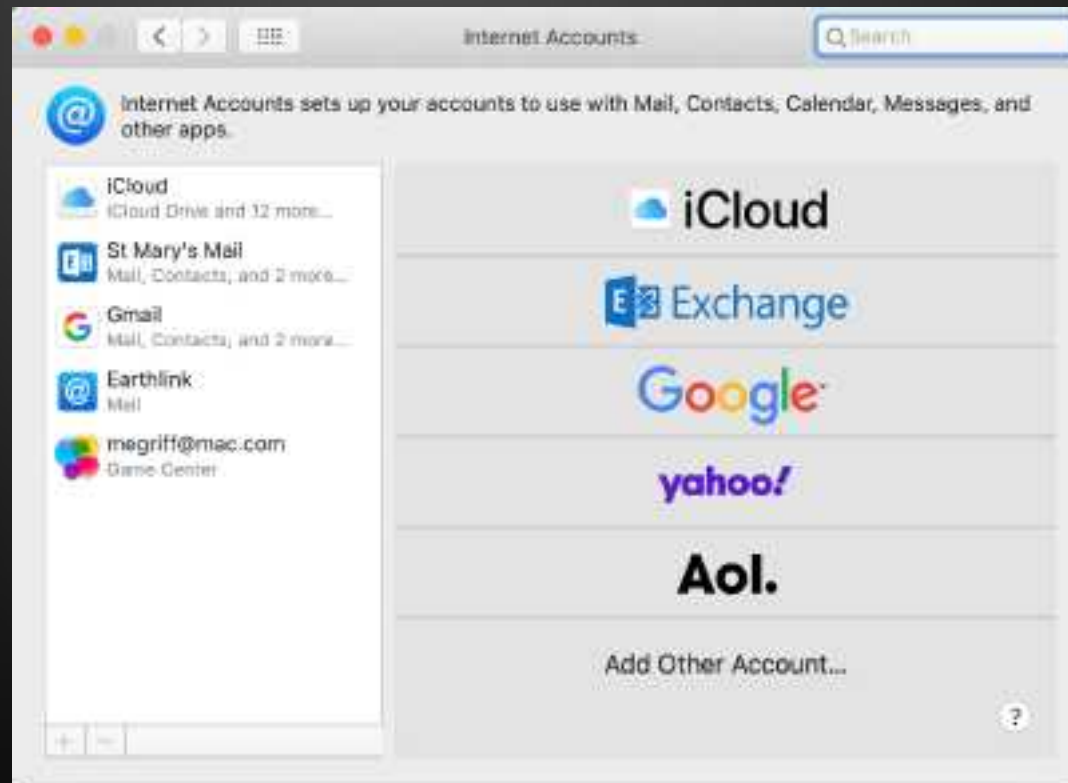 Internet Accounts
Search
Internet Accounts sets up your accounts to use with Mail, Contacts, Calendar, Messages, and
other apps.
iCloud
iCloud Drive and 12 more...
St Mary's Mail
Mail, Contacts, and 2 more...
Gmail
Mail, Contacts, and 2 more...
Earthlink
Mail
megriff@mac.com
Game Center
iCloud
Exchange
Google
yahoo!
Aol.
Add Other Account...
?